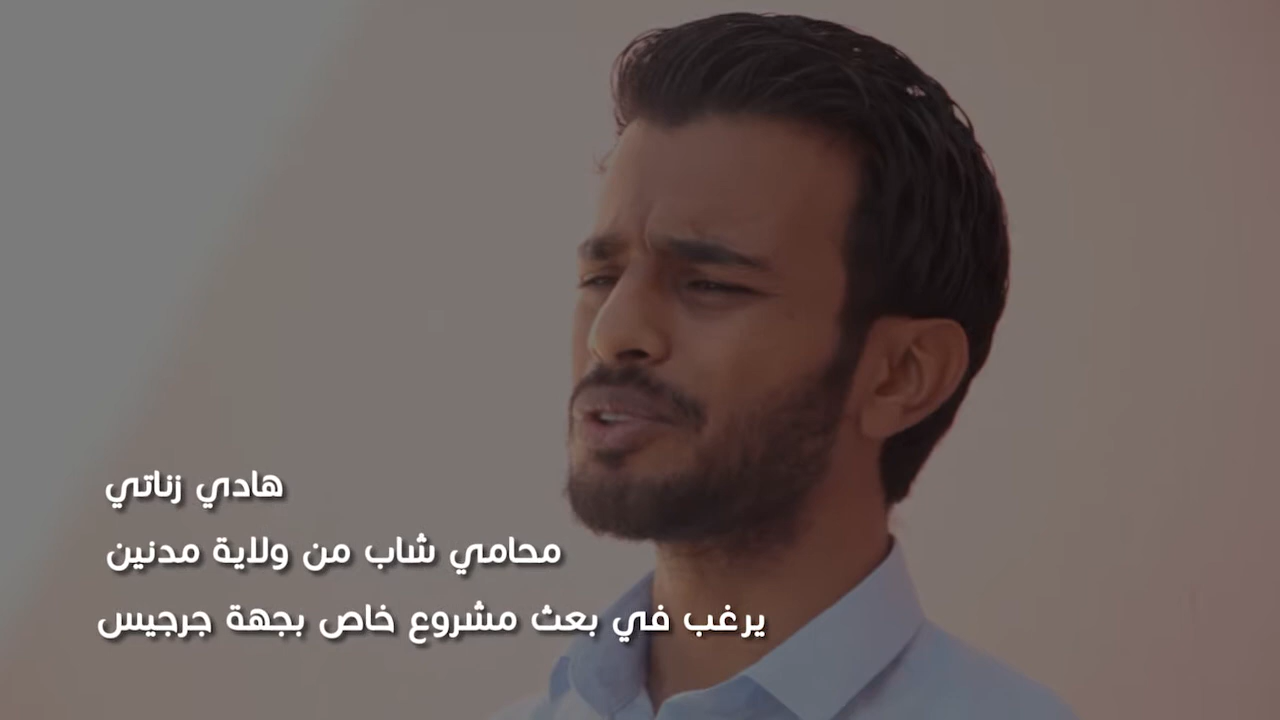 هادي زناتي
محامي شاب من ولاية مدنين
يرغب في بعث مشروع خاص بجهة جرجيس